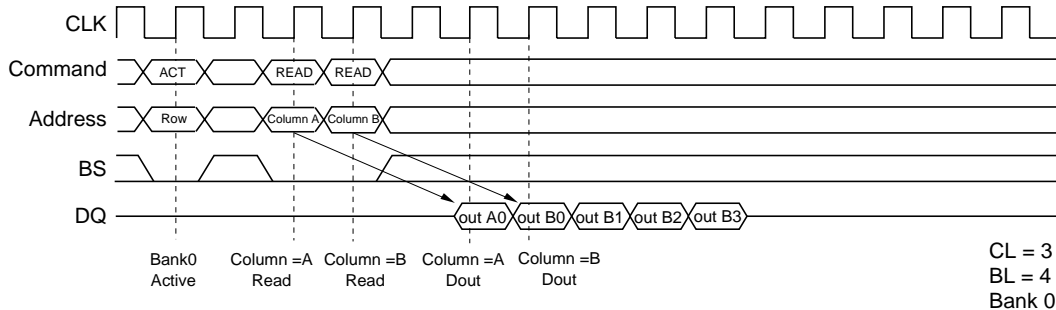 CLK
Command ACT READ READ
Address Row Column A Column B
BS
DQ out A0 out B0 out B1 out B2 out B3
Bank0 Column =A Column =B Column =A Column =B
Active Read Read Dout Dout
CL = 3
BL = 4
Bank 0